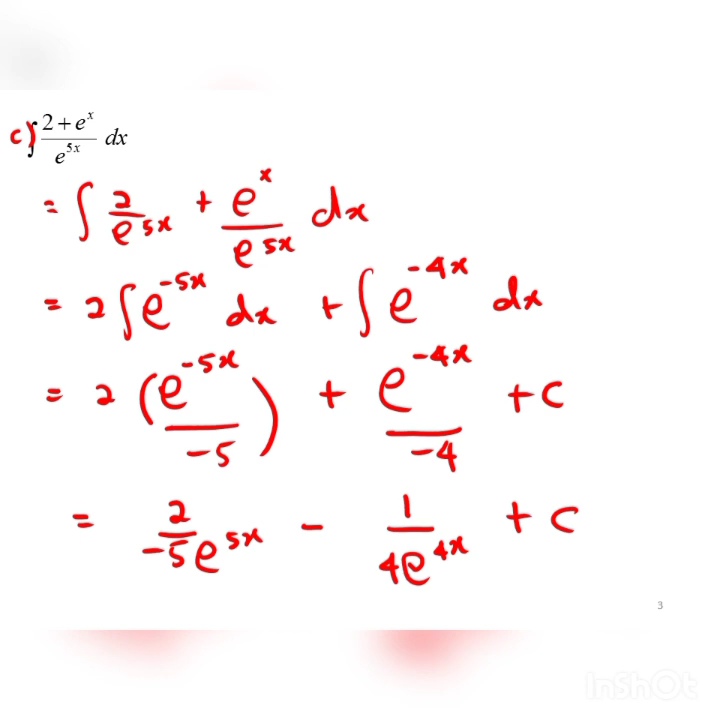 c) ∫ (2 + e^x)/(e^{5x}) dx
= ∫ 2/(e^{5x}) + (e^x)/(e^{5x}) dx
= 2 ∫ e^{-5x} dx + ∫ e^{-4x} dx
= 2 ((e^{-5x})/(-5)) + (e^{-4x})/(-4) + c
= 2/(-5e^{5x}) - 1/(4e^{4x}) + c
3
InShOt